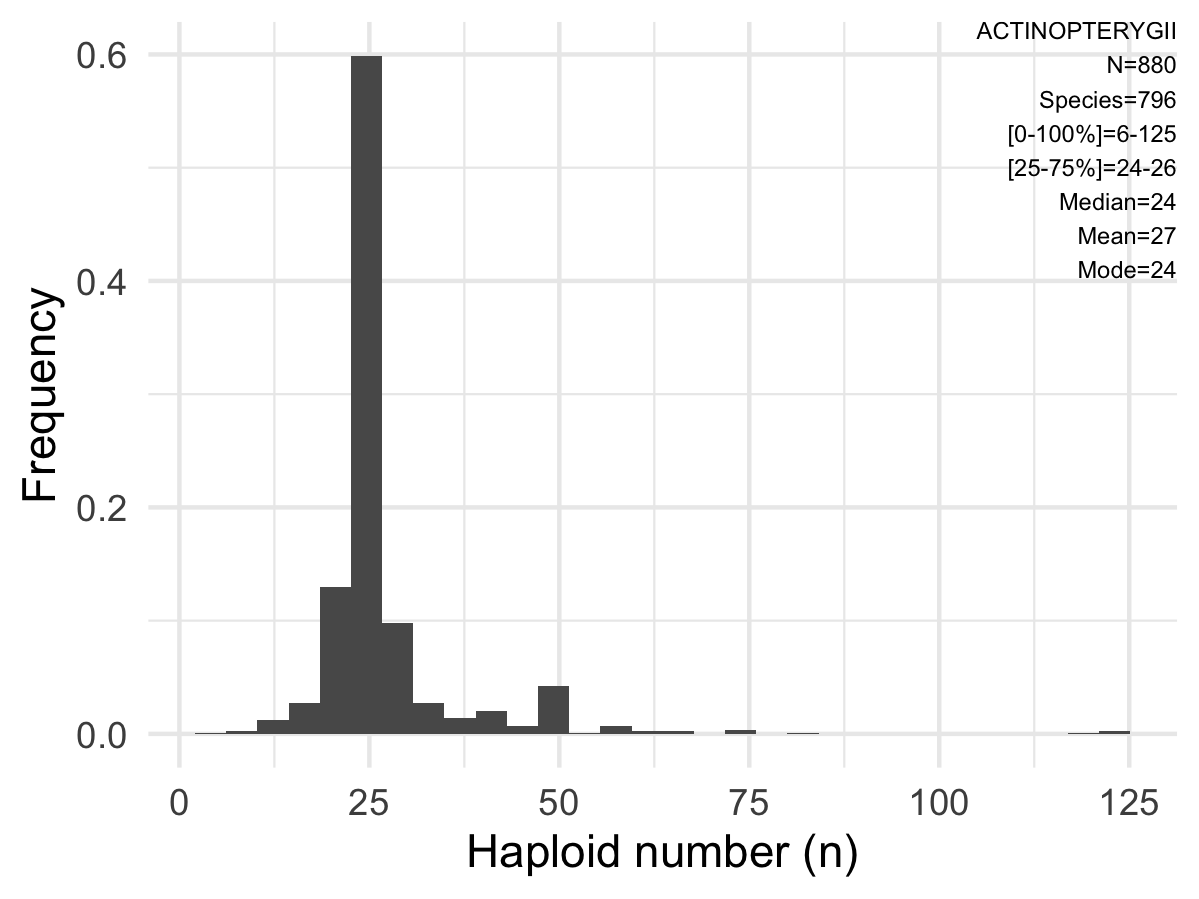 ACTINOPTERYGII
N=880
Species=796
[0-100%]=6-125
[25-75%]=24-26
Median=24
Mean=27
Mode=24
0.6
0.4
0.2
0.0
Frequency
0 25 50 75 100 125
Haploid number (n)